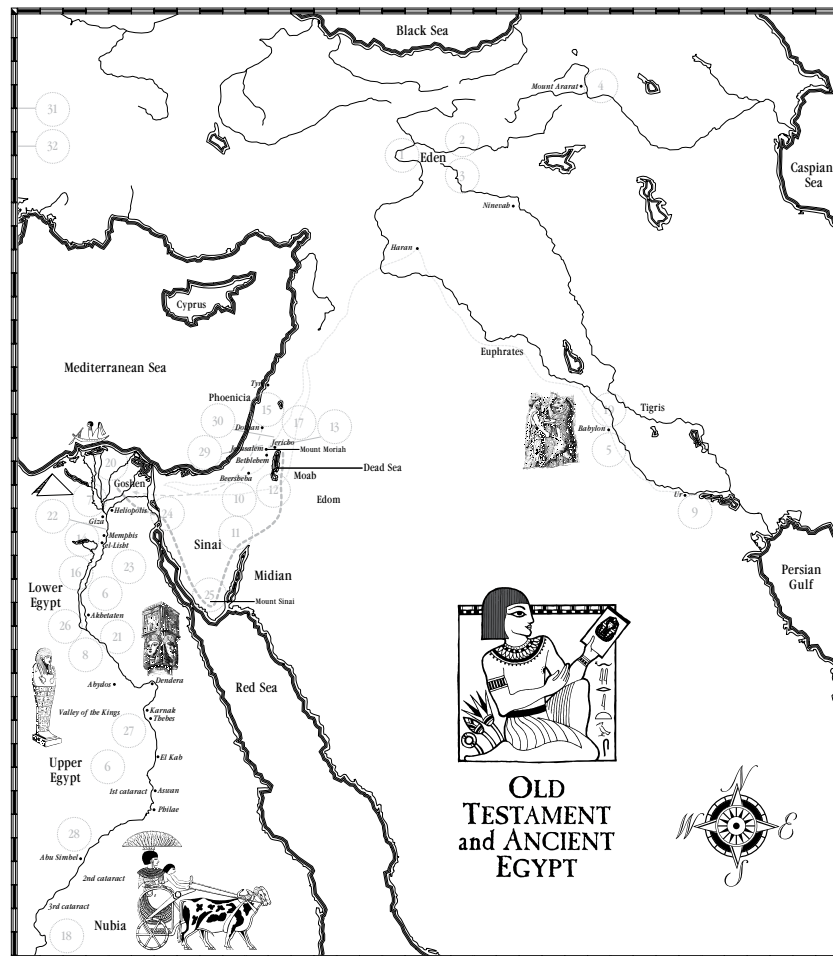 Black Sea
Mount Ararat
4
31
32
2
1
Eden
3
Caspian
Sea
Ninevah
Haran
Cyprus
Euphrates
Mediterranean Sea
Tyre
Phoenicia
15
30
17
13
Dothan
Tigris
Babylon
5
29
Jerusalem
Jericho
Mount Moriah
Bethlehem
20
Goshen
Beersheba
Moab
Dead Sea
10
12
Edom
Ur
9
22
Heliopolis
24
Giza
Memphis
el-Lisht
11
Sinai
16
23
Midian
Persian
Gulf
Lower
Egypt
6
25
Mount Sinai
Akhetaten
26
21
8
Abydos
Dendera
Red Sea
Valley of the Kings
Karnak
Thebes
27
El Kab
Upper
Egypt
6
1st cataract
Asuan
Philae
OLD
TESTAMENT
and ANCIENT
EGYPT
N
W
E
S
28
Abu Simbel
2nd cataract
3rd cataract
Nubia
18